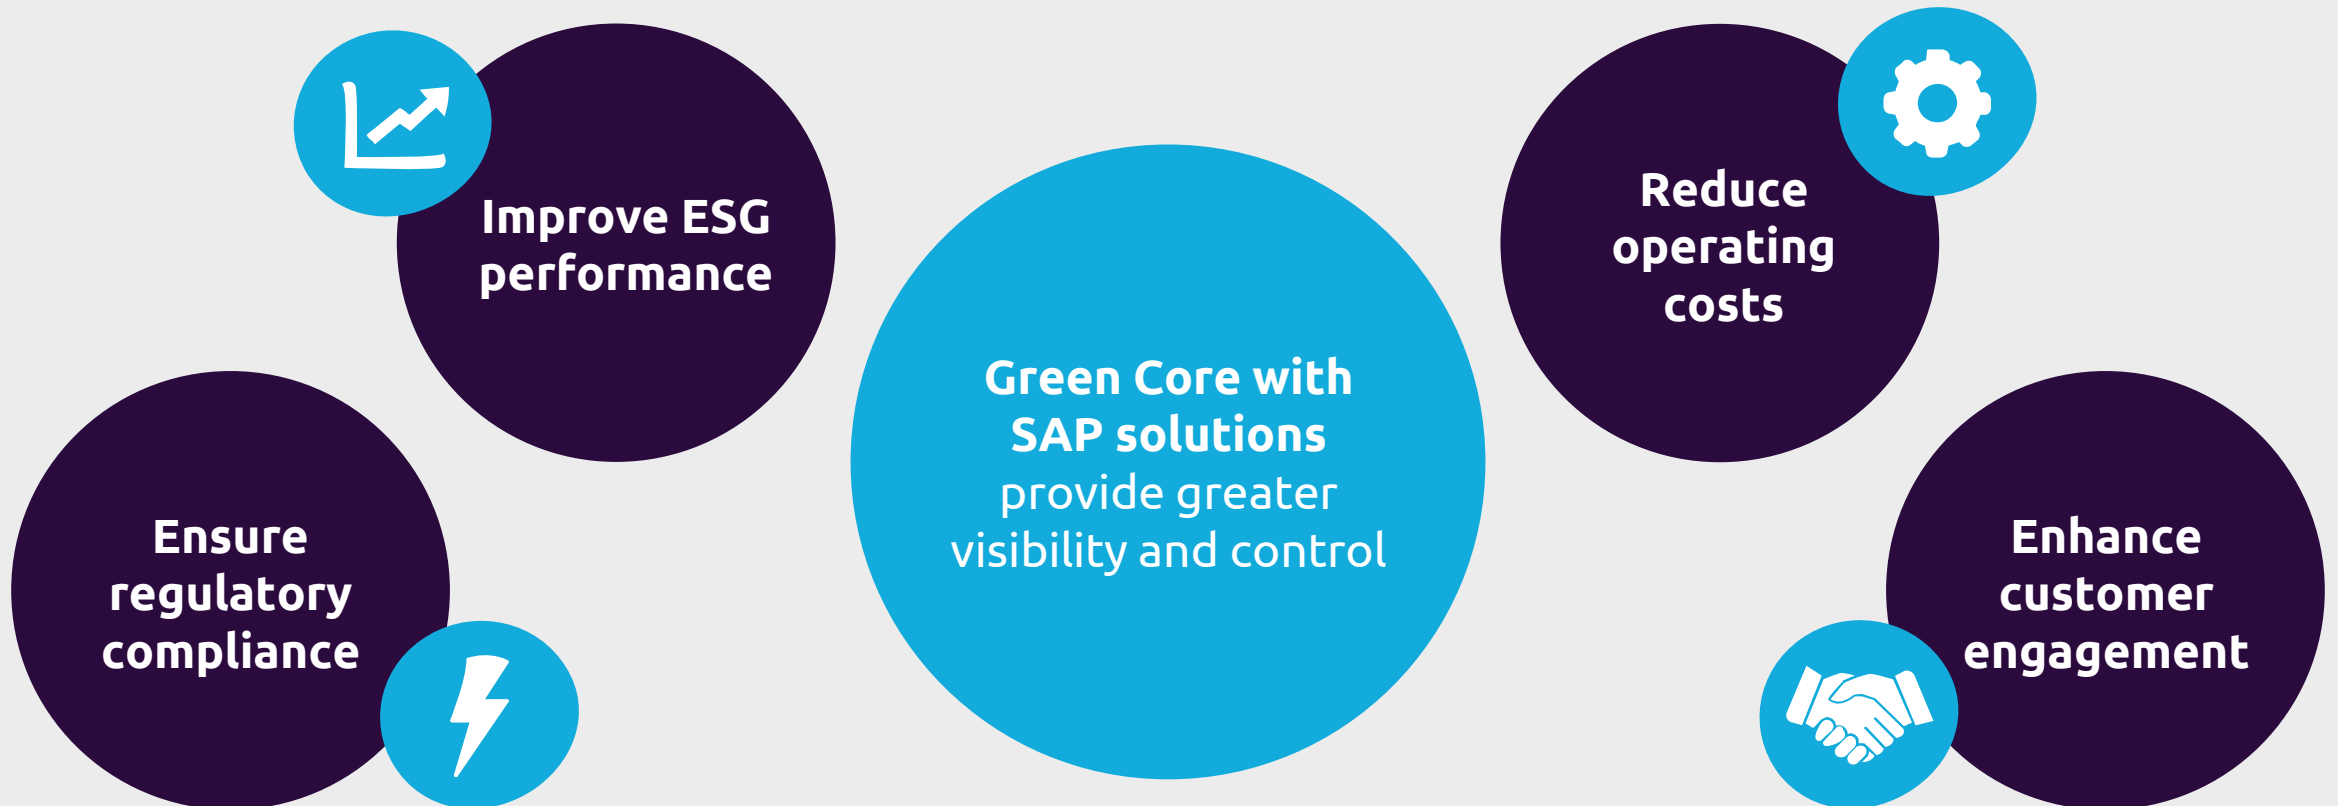 Improve ESG
performance
Ensure
regulatory
compliance
Green Core with
SAP solutions
provide greater
visibility and control
Reduce
operating
costs
Enhance
customer
engagement